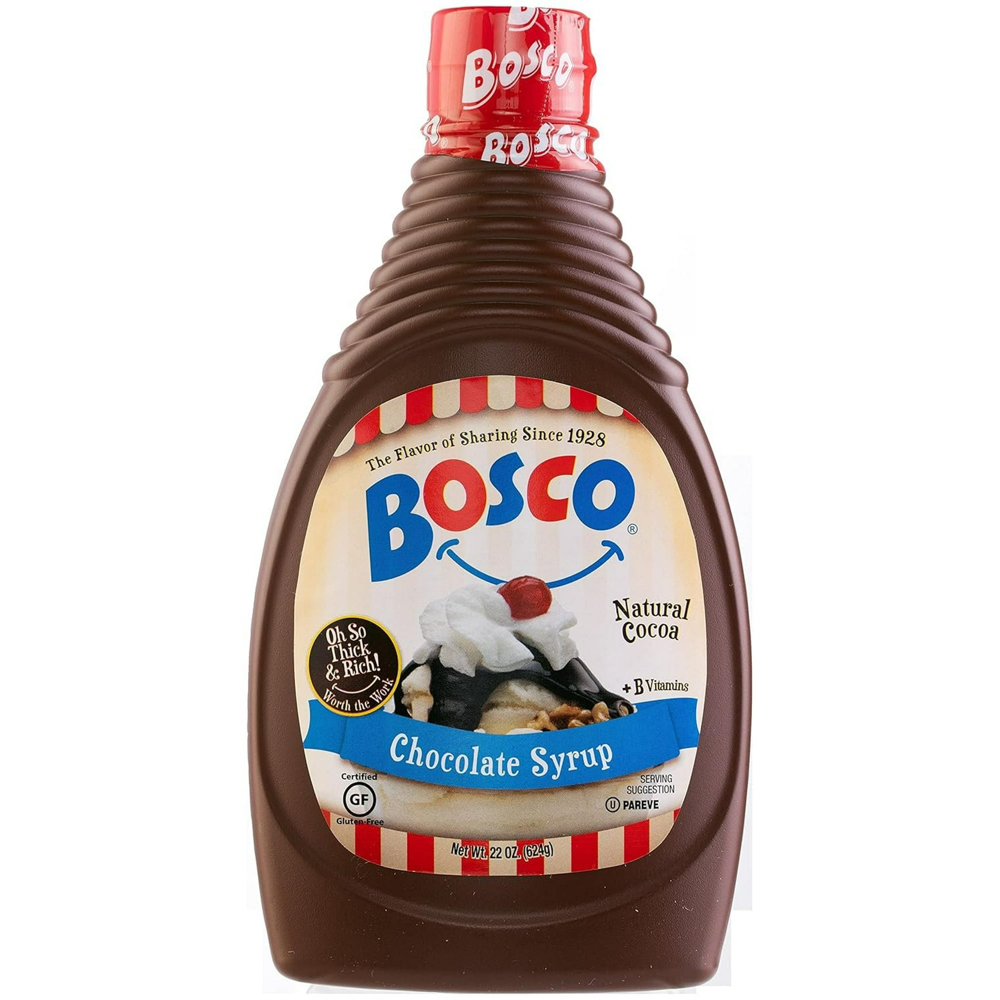 BOSCO
BOSCO
The Flavor of Sharing Since 1928
BOSCO®
Natural
Cocoa
Oh So
Thick
& Rich!
Worth the Work
+ B Vitamins
Chocolate Syrup
Certified
GF
Gluten-Free
SERVING
SUGGESTION
U PAREVE
Net Wt. 22 OZ. (624g)